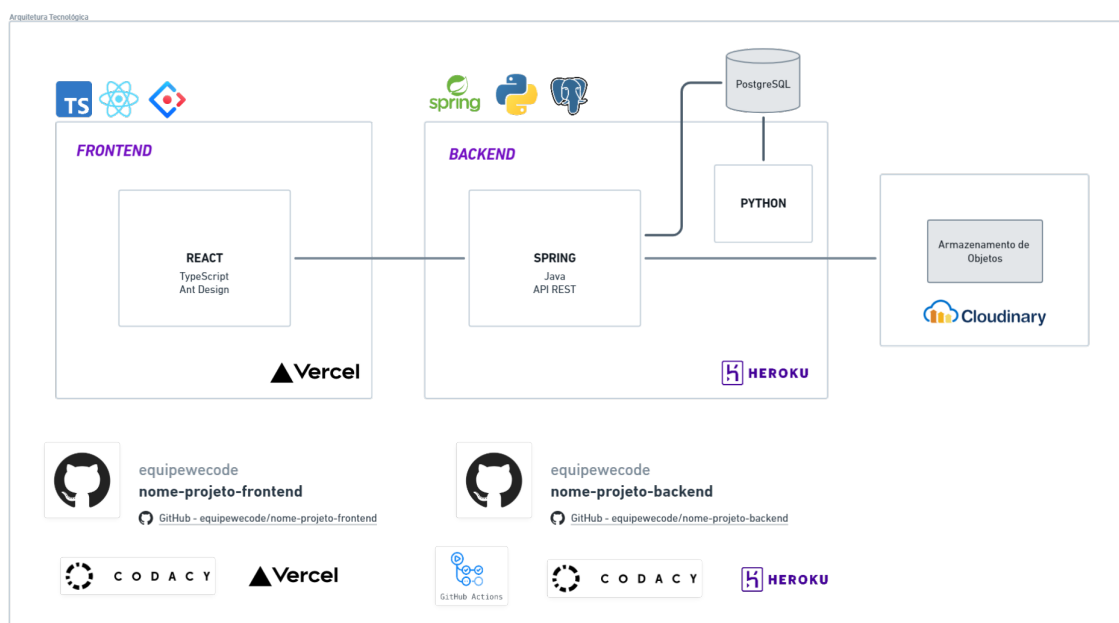 Arquitetura Tecnológica
TS
spring
PostgreSQL
FRONTEND
BACKEND
PYTHON
REACT
TypeScript
Ant Design
SPRING
Java
API REST
Armazenamento de
Objetos
Cloudinary
Vercel
HEROKU
equipewecode
nome-projeto-frontend
GitHub - equipewecode/nome-projeto-frontend
equipewecode
nome-projeto-backend
GitHub - equipewecode/nome-projeto-backend
CODACY
Vercel
GitHub Actions
CODACY
HEROKU